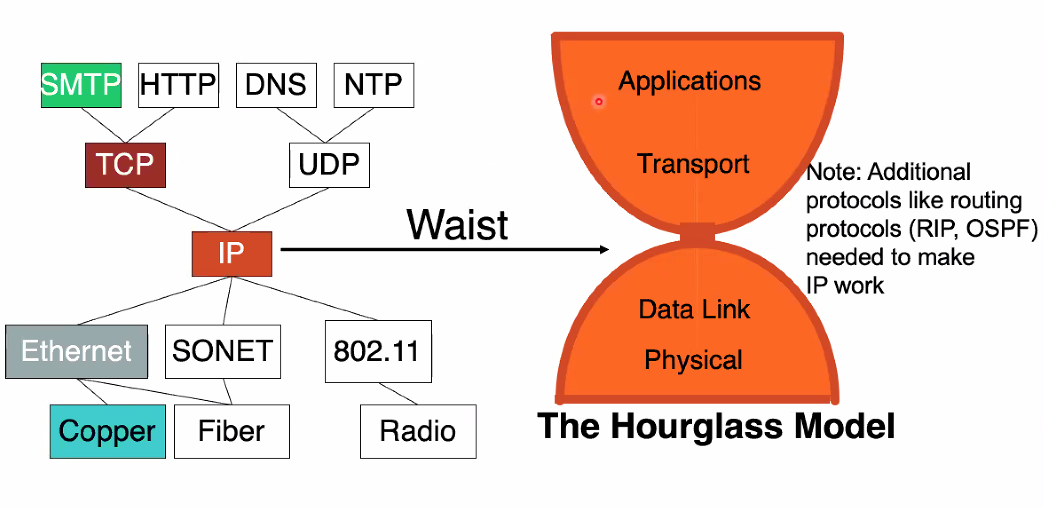 SMTP
HTTP
DNS
NTP
TCP
UDP
IP
Ethernet
SONET
802.11
Copper
Fiber
Radio
Waist
Applications
Transport
Data Link
Physical
Note: Additional
protocols like routing
protocols (RIP, OSPF)
needed to make
IP work
The Hourglass Model